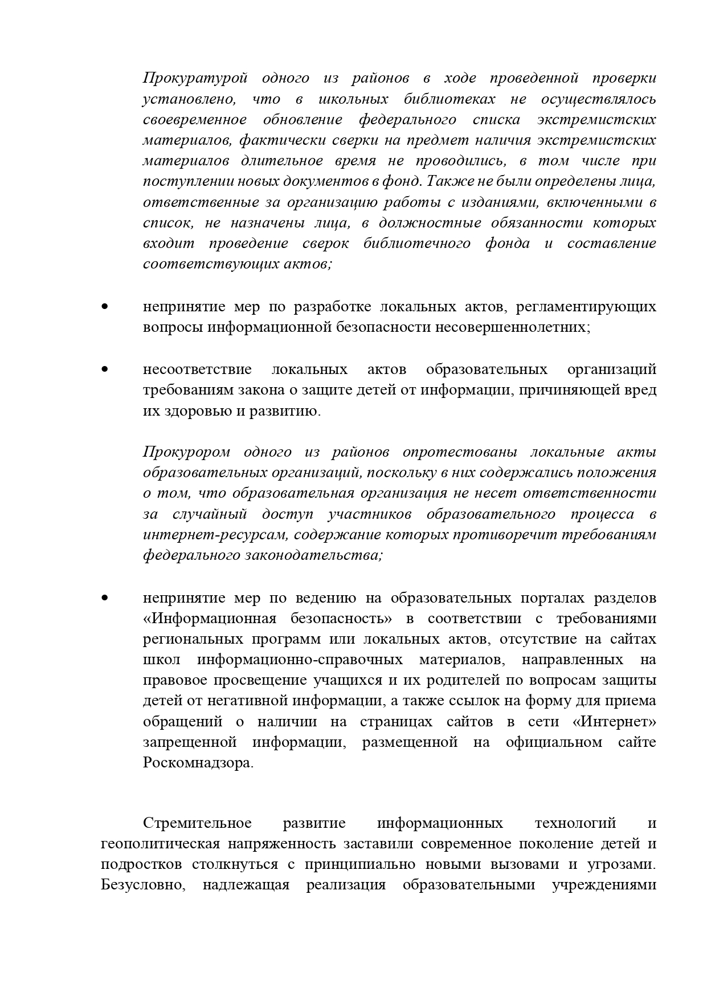 Прокуратурой одного из районов в ходе проведенной проверки
установлено, что в школьных библиотеках не осуществлялось
своевременное обновление федерального списка экстремистских
материалов, фактически сверки на предмет наличия экстремистских
материалов длительное время не проводились, в том числе при
поступлении новых документов в фонд. Также не были определены лица,
ответственные за организацию работы с изданиями, включенными в
список, не назначены лица, в должностные обязанности которых
входит проведение сверок библиотечного фонда и составление
соответствующих актов;
• непринятие мер по разработке локальных актов, регламентирующих
вопросы информационной безопасности несовершеннолетних;
• несоответствие локальных актов образовательных организаций
требованиям закона о защите детей от информации, причиняющей вред
их здоровью и развитию.
Прокурором одного из районов опротестованы локальные акты
образовательных организаций, поскольку в них содержались положения
о том, что образовательная организация не несет ответственности
за случайный доступ участников образовательного процесса в
интернет-ресурсам, содержание которых противоречит требованиям
федерального законодательства;
• непринятие мер по ведению на образовательных порталах разделов
«Информационная безопасность» в соответствии с требованиями
региональных программ или локальных актов, отсутствие на сайтах
школ информационно-справочных материалов, направленных на
правовое просвещение учащихся и их родителей по вопросам защиты
детей от негативной информации, а также ссылок на форму для приема
обращений о наличии на страницах сайтов в сети «Интернет»
запрещенной информации, размещенной на официальном сайте
Роскомнадзора.
Стремительное развитие информационных технологий и
геополитическая напряженность заставили современное поколение детей и
подростков столкнуться с принципиально новыми вызовами и угрозами.
Безусловно, надлежащая реализация образовательными учреждениями